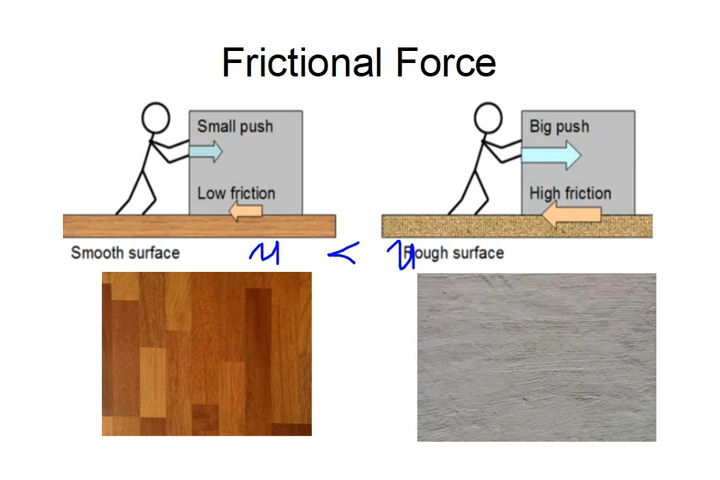 Frictional Force
Small push
Low friction
Big push
High friction
Smooth surface
μ < μ
Rough surface